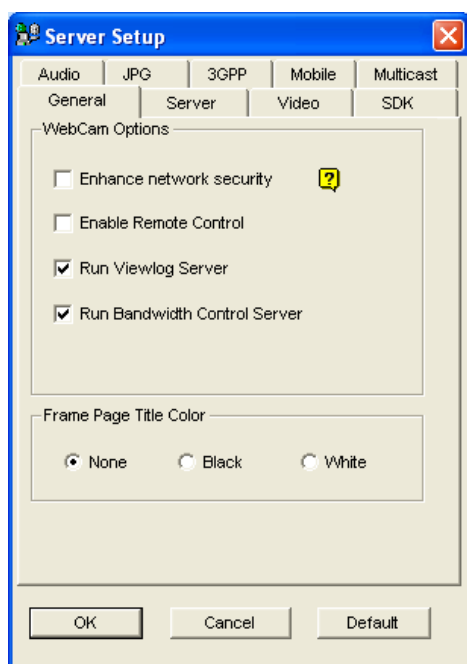 Server Setup
Audio JPG 3GPP Mobile Multicast
General Server Video SDK
WebCam Options
Enhance network security ?
Enable Remote Control
Run Viewlog Server
Run Bandwidth Control Server
Frame Page Title Color
None Black White
OK Cancel Default